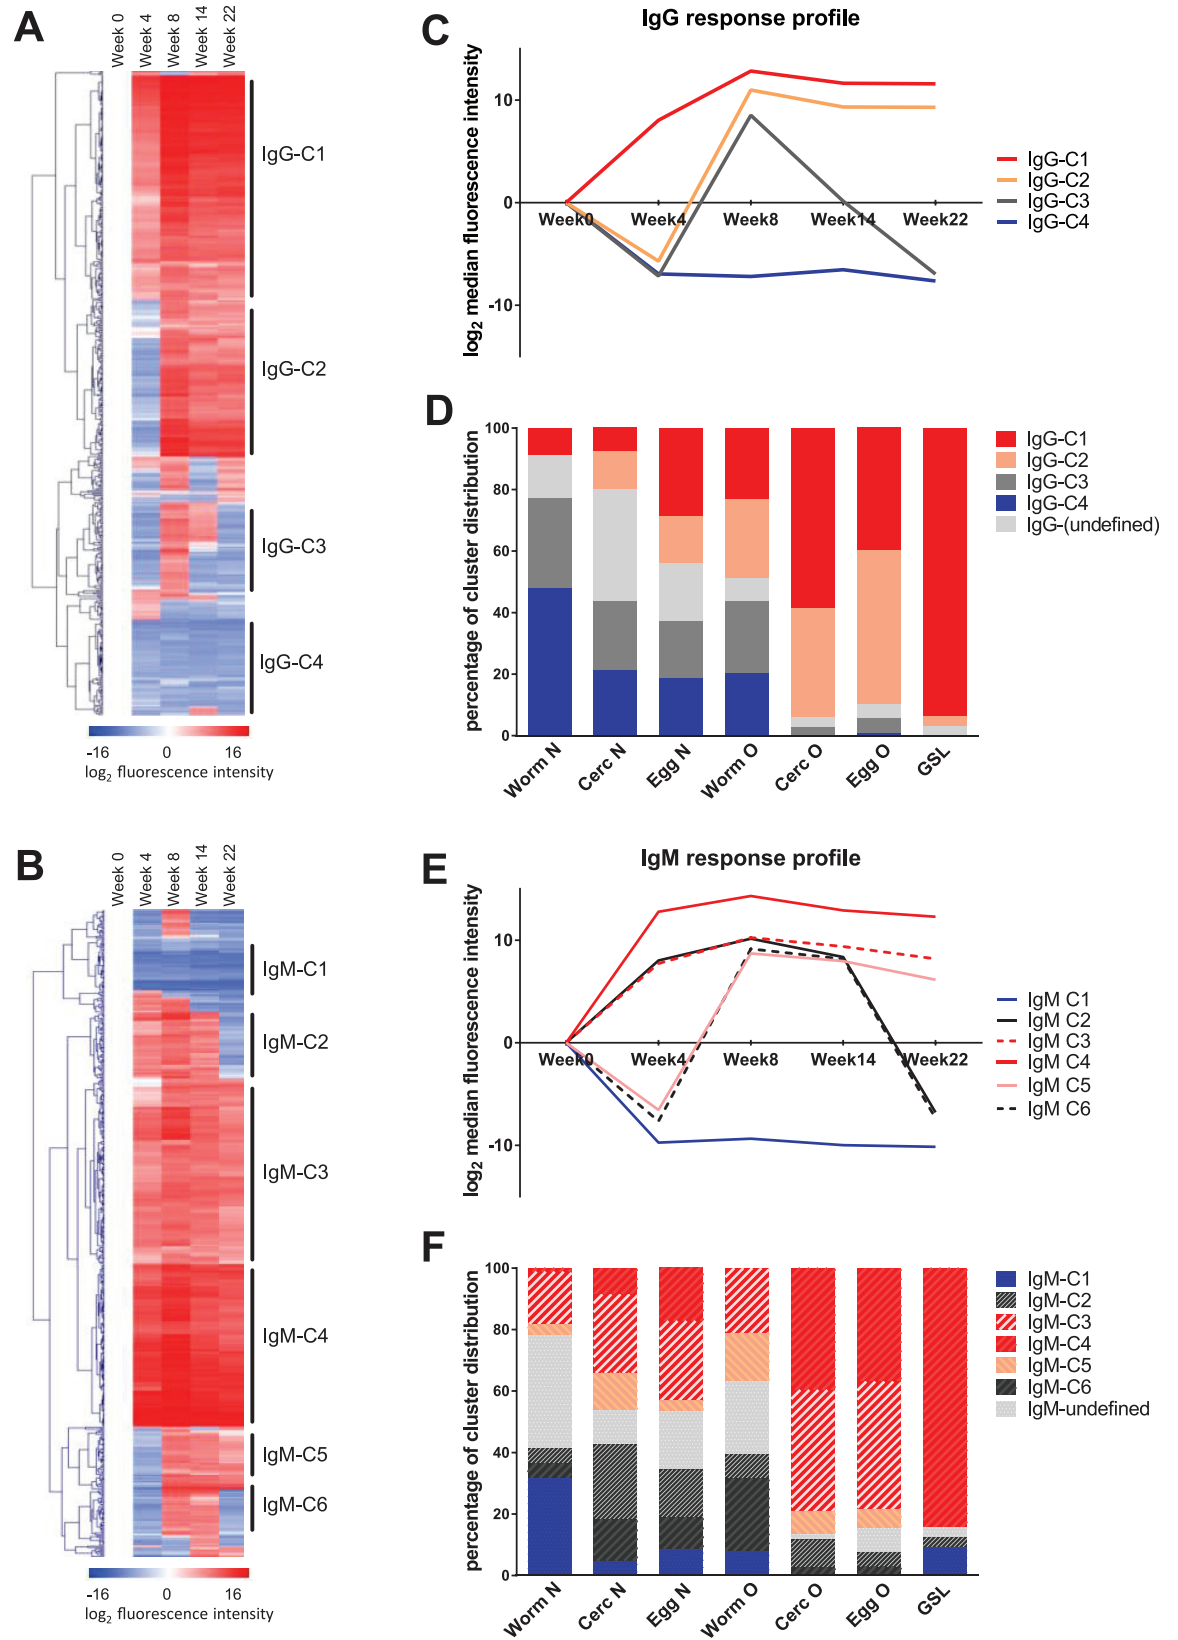 A
Week 0
Week 4
Week 8
Week 14
Week 22
IgG-C1
IgG-C2
IgG-C3
IgG-C4
-16 0 16
log2 fluorescence intensity
C
IgG response profile
log2 median fluorescence intensity
10
0
-10
Week0 Week4 Week8 Week14 Week22
IgG-C1
IgG-C2
IgG-C3
IgG-C4
D
percentage of cluster distribution
100
80
60
40
20
0
Worm N
Cerc N
Egg N
Worm O
Cerc O
Egg O
GSL
IgG-C1
IgG-C2
IgG-C3
IgG-C4
IgG-(undefined)
B
Week 0
Week 4
Week 8
Week 14
Week 22
IgM-C1
IgM-C2
IgM-C3
IgM-C4
IgM-C5
IgM-C6
-16 0 16
log2 fluorescence intensity
E
IgM response profile
log2 median fluorescence intensity
10
0
-10
Week0 Week4 Week8 Week14 Week22
IgM C1
IgM C2
IgM C3
IgM C4
IgM C5
IgM C6
F
percentage of cluster distribution
100
80
60
40
20
0
Worm N
Cerc N
Egg N
Worm O
Cerc O
Egg O
GSL
IgM-C1
IgM-C2
IgM-C3
IgM-C4
IgM-C5
IgM-C6
IgM-undefined